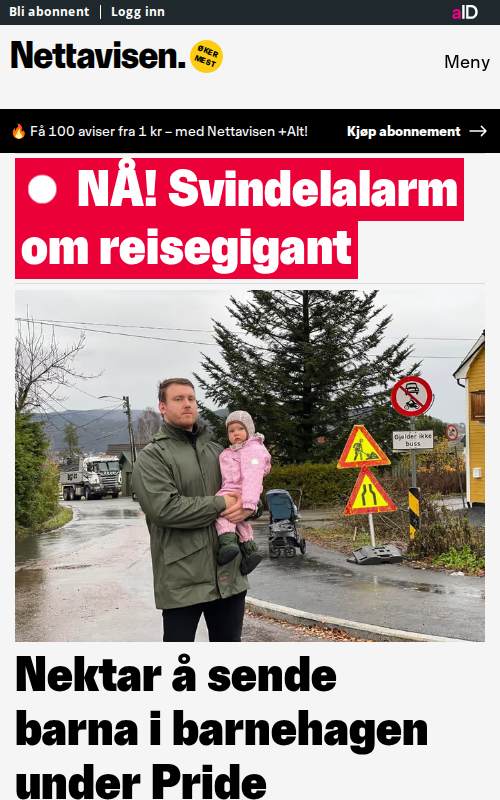 Bli abonnent
Logg inn
aID
Nettavisen.
ØKER
MEST
Meny
🔥 Få 100 aviser fra 1 kr – med Nettavisen +Alt!
Kjøp abonnement →
NÅ! Svindelalarm
om reisegigant
Gjelder ikke
buss
Nektar å sende
barna i barnehagen
under Pride